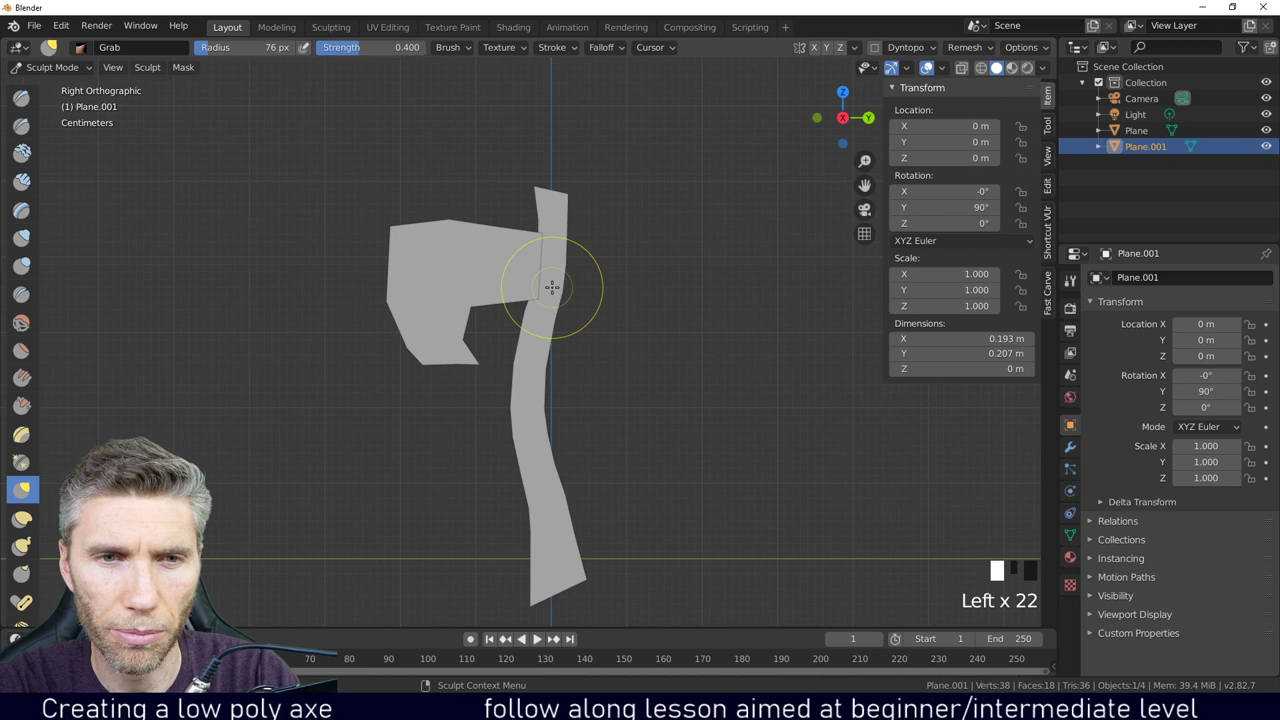 Blender
File Edit Render Window Help Layout Modeling Sculpting UV Editing Texture Paint Shading Animation Rendering Compositing Scripting + Scene View Layer
Grab Radius 76 px Strength 0.400 Brush Texture Stroke Falloff Cursor X Y Z Dyntopo Remesh Options
Sculpt Mode View Sculpt Mask
Right Orthographic
(1) Plane.001
Centimeters
Z
X
Y
Transform
Location:
X 0 m
Y 0 m
Z 0 m
Rotation:
X -0°
Y 90°
Z 0°
XYZ Euler
Scale:
X 1.000
Y 1.000
Z 1.000
Dimensions:
X 0.193 m
Y 0.207 m
Z 0 m
Item
Tool
View
Edit
Shortcut VUr
Fast Carve
Scene Collection
Collection
Camera
Light
Plane
Plane.001
Plane.001
Plane.001
Transform
Location X 0 m
Y 0 m
Z 0 m
Rotation X -0°
Y 90°
Z 0°
Mode XYZ Euler
Scale X 1.000
Y 1.000
Z 1.000
Delta Transform
Relations
Collections
Instancing
Motion Paths
Visibility
Viewport Display
Custom Properties
Left x 22
1 Start 1 End 250
70 80 90 100 110 120 130 140 150 160 170 180 190 200 210 220 230 240 250
Sculpt Context Menu
Plane.001 | Verts:38 | Faces:18 | Tris:36 | Objects:1/4 | Mem: 39.4 MiB | v2.82.7
Creating a low poly axe follow along lesson aimed at beginner/intermediate level